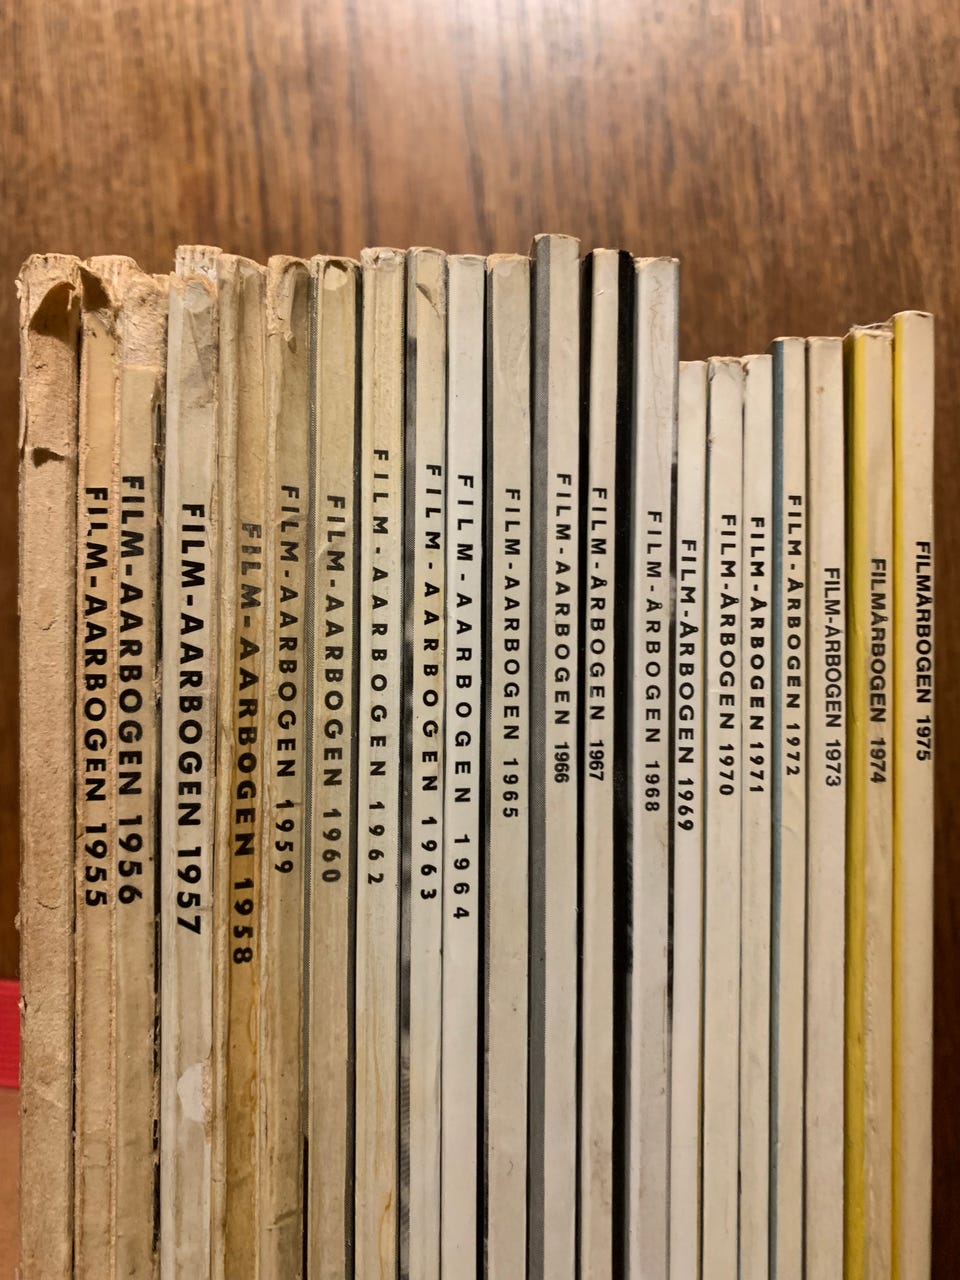 FILM-AARBOGEN 1955
FILM-AARBOGEN 1956
FILM-AARBOGEN 1957
FILM-AARBOGEN 1958
FILM-AARBOGEN 1959
FILM-AARBOGEN 1960
FILM-AARBOGEN 1962
FILM-AARBOGEN 1963
FILM-AARBOGEN 1964
FILM-AARBOGEN 1965
FILM-AARBOGEN 1966
FILM-ÅRBOGEN 1967
FILM-ÅRBOGEN 1968
FILM-ÅRBOGEN 1969
FILM-ÅRBOGEN 1970
FILM-ÅRBOGEN 1971
FILM-ÅRBOGEN 1972
FILM-ÅRBOGEN 1973
FILMÅRBOGEN 1974
FILMÅRBOGEN 1975